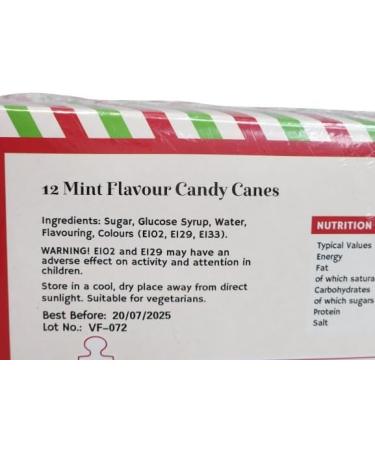 12 Mint Flavour Candy Canes
Ingredients: Sugar, Glucose Syrup, Water,
Flavouring, Colours (E102, E129, E133).
WARNING! E102 and E129 may have an
adverse effect on activity and attention in
children.
Store in a cool, dry place away from direct
sunlight. Suitable for vegetarians.
Best Before: 20/07/2025
Lot No.: VF-072
NUTRITION
Typical Values
Energy
Fat
of which
Carbohydrates
of which sugars
Protein
Salt